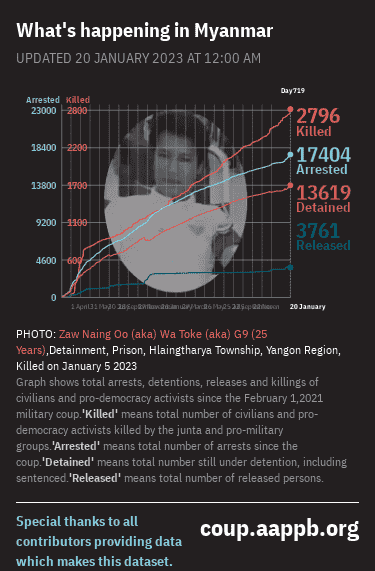 What's happening in Myanmar
UPDATED 20 JANUARY 2023 AT 12:00 AM
Day719
Arrested Killed
23000 2800
18400 2200
13800 1700
9200 1100
4600 600
0
2796
Killed
17404
Arrested
13619
Detained
3761
Released
1 April 31 May
20 January
PHOTO: Zaw Naing Oo (aka) Wa Toke (aka) G9 (25
Years),Detainment, Prison, Hlaingtharya Township, Yangon Region,
Killed on January 5 2023
Graph shows total arrests, detentions, releases and killings of
civilians and pro-democracy activists since the February 1,2021
military coup.'Killed' means total number of civilians and pro-
democracy activists killed by the junta and pro-military
groups.'Arrested' means total number of arrests since the
coup.'Detained' means total number still under detention, including
sentenced.'Released' means total number of released persons.
Special thanks to all
contributors providing data
which makes this dataset.
coup.aappb.org